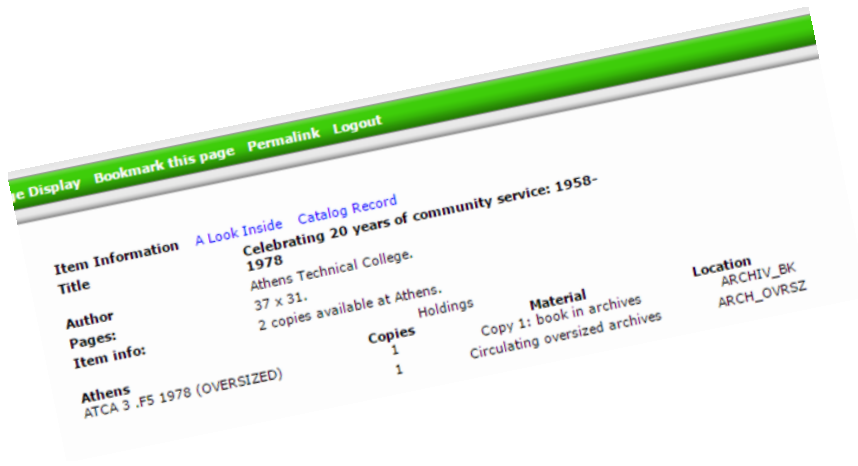 ge Display Bookmark this page Permalink Logout
Item Information A Look Inside Catalog Record
Title Celebrating 20 years of community service: 1958-
1978
Author Athens Technical College.
Pages: 37 x 31.
Item info: 2 copies available at Athens.
Holdings
Athens Copies Material Location
ATCA 3 .F5 1978 (OVERSIZED) 1 Copy 1: book in archives ARCHIV_BK
1 Circulating oversized archives ARCH_OVRSZ